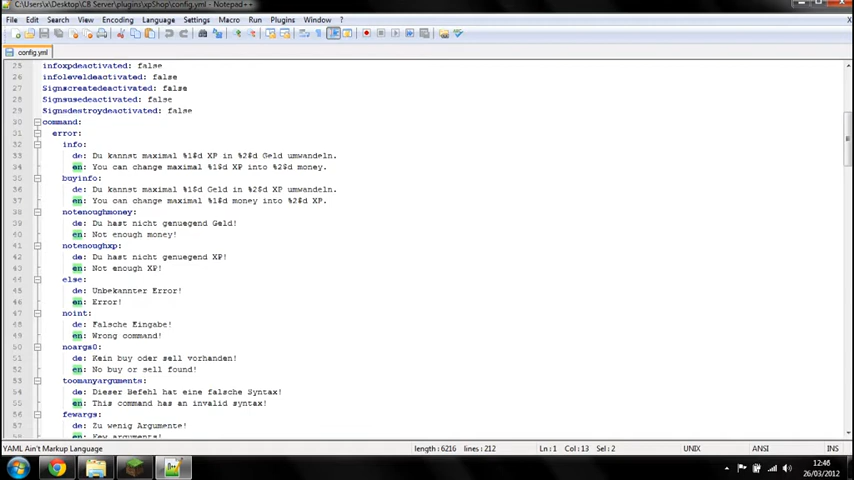 C:\Users\x\Desktop\CB Server\plugins\xpShop\config.yml - Notepad++
File Edit Search View Encoding Language Settings Macro Run Plugins Window ? X
config.yml
25 infoxpdeactivated: false
26 infoleveldeactivated: false
27 Signscreatedeactivated: false
28 Signsusedeactivated: false
29 Signsdestroydeactivated: false
30 command:
31 error:
32 info:
33 de: Du kannst maximal %1$d XP in %2$d Geld umwandeln.
34 en: You can change maximal %1$d XP into %2$d money.
35 buyinfo:
36 de: Du kannst maximal %1$d Geld in %2$d XP umwandeln.
37 en: You can change maximal %1$d money into %2$d XP.
38 notenoughmoney:
39 de: Du hast nicht genuegend Geld!
40 en: Not enough money!
41 notenoughxp:
42 de: Du hast nicht genuegend XP!
43 en: Not enough XP!
44 else:
45 de: Unbekannter Error!
46 en: Error!
47 noint:
48 de: Falsche Eingabe!
49 en: Wrong command!
50 noargs0:
51 de: Kein buy oder sell vorhanden!
52 en: No buy or sell found!
53 toomanyarguments:
54 de: Dieser Befehl hat eine falsche Syntax!
55 en: This command has an invalid syntax!
56 fewargs:
57 de: Zu wenig Argumente!
58 en: Few arguments!
YAML Ain't Markup Language length : 6216 lines : 212 Ln : 1 Col : 13 Sel : 2 UNIX ANSI INS
12:46
26/03/2012